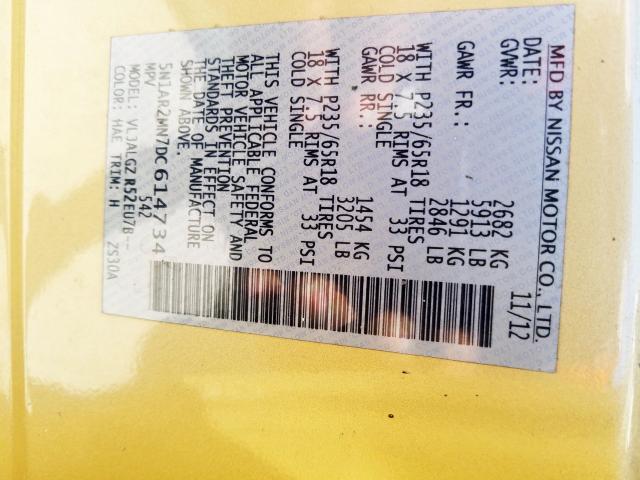 MFD BY NISSAN MOTOR CO., LTD.
DATE: 11/12
GVWR: 2682 KG
5913 LB
GAWR FR.: 1291 KG
2846 LB
WITH P235/65R18 TIRES
18 X 7.5 RIMS AT 33 PSI
COLD SINGLE
GAWR RR.: 1454 KG
3205 LB
WITH P235/65R18 TIRES
18 X 7.5 RIMS AT 33 PSI
COLD SINGLE
THIS VEHICLE CONFORMS TO
ALL APPLICABLE FEDERAL
MOTOR VEHICLE SAFETY AND
THEFT PREVENTION
STANDARDS IN EFFECT ON
THE DATE OF MANUFACTURE
SHOWN ABOVE.
5N1AR2MN7DC614734
MPV 542
MODEL: VLJALGZ R52EU7B--
COLOR: HAE TRIM: H 2S30A